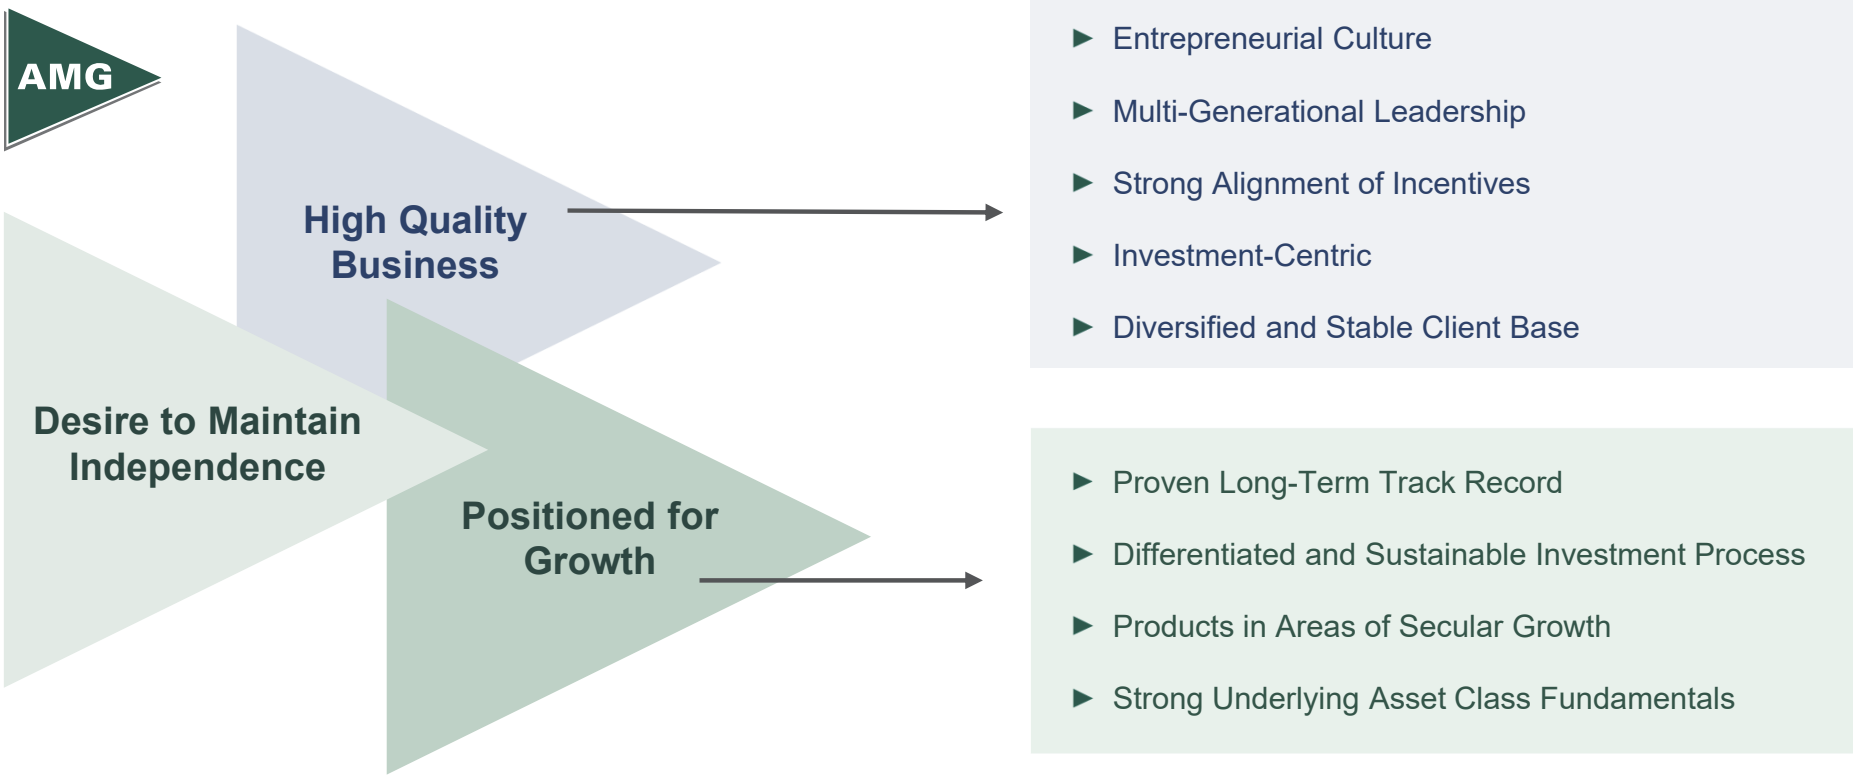 AMG
High Quality
Business
Desire to Maintain
Independence
Positioned for
Growth
Entrepreneurial Culture
Multi-Generational Leadership
Strong Alignment of Incentives
Investment-Centric
Diversified and Stable Client Base
Proven Long-Term Track Record
Differentiated and Sustainable Investment Process
Products in Areas of Secular Growth
Strong Underlying Asset Class Fundamentals